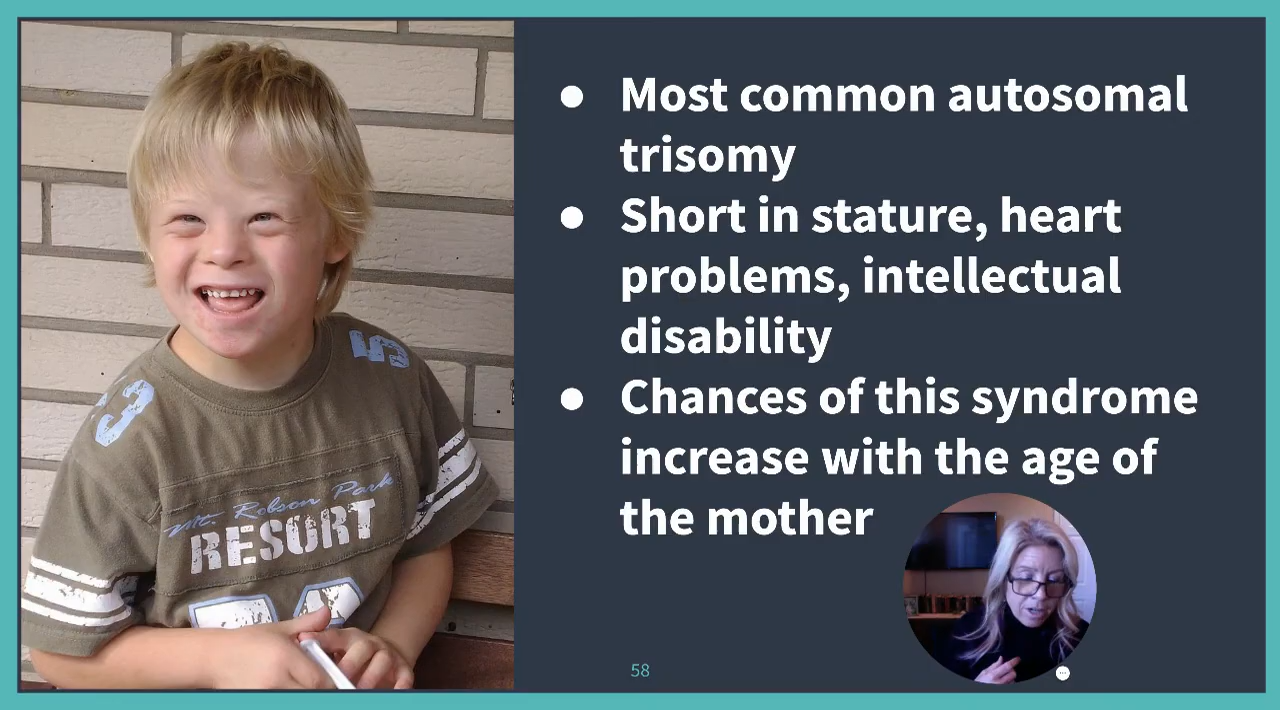 Most common autosomal
trisomy
Short in stature, heart
problems, intellectual
disability
Chances of this syndrome
increase with the age of
the mother
58
5
3
Mt. Robson Park
RESORT